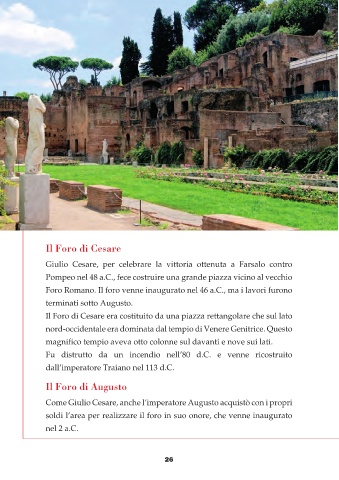 Il Foro di Cesare
Giulio Cesare, per celebrare la vittoria ottenuta a Farsalo contro
Pompeo nel 48 a.C., fece costruire una grande piazza vicino al vecchio
Foro Romano. Il foro venne inaugurato nel 46 a.C., ma i lavori furono
terminati sotto Augusto.
Il Foro di Cesare era costituito da una piazza rettangolare che sul lato
nord-occidentale era dominata dal tempio di Venere Genitrice. Questo
magnifico tempio aveva otto colonne sul davanti e nove sui lati.
Fu distrutto da un incendio nell'80 d.C. e venne ricostruito
dall'imperatore Traiano nel 113 d.C.
Il Foro di Augusto
Come Giulio Cesare, anche l'imperatore Augusto acquistò con i propri
soldi l'area per realizzare il foro in suo onore, che venne inaugurato
nel 2 a.C.
26